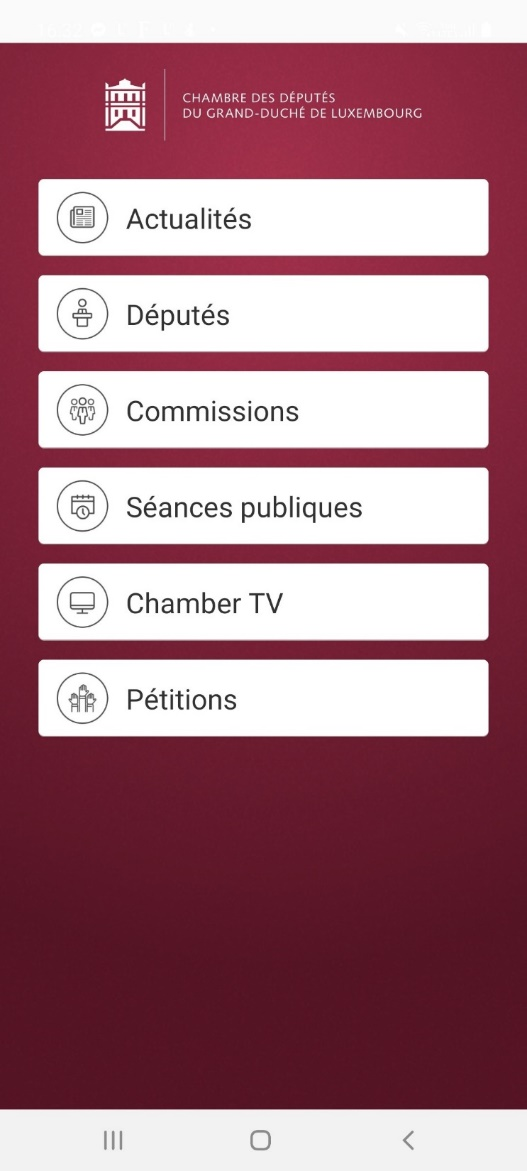 CHAMBRE DES DÉPUTÉS
DU GRAND-DUCHÉ DE LUXEMBOURG
Actualités
Députés
Commissions
Séances publiques
Chamber TV
Pétitions